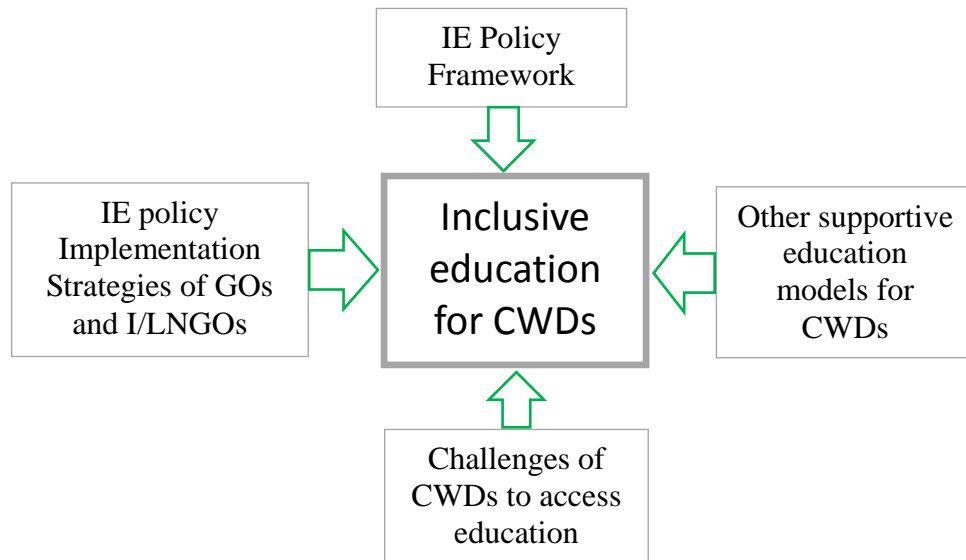 IE Policy
Framework
IE policy
Implementation
Strategies of GOs
and I/LNGOs
Inclusive
education
for CWDs
Other supportive
education
models for
CWDs
Challenges of
CWDs to access
education